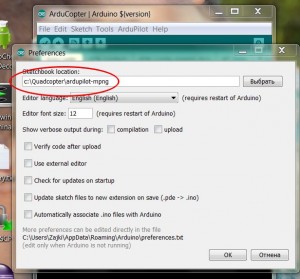 ArduCopter | Arduino ${version}
File Edit Sketch Tools ArduPilot Help
Preferences
Sketchbook location:
c:\Quadcopter\ardupilot-mpng
Выбрать
Editor language: English (English) (requires restart of Arduino)
Editor font size: 12 (requires restart of Arduino)
Show verbose output during: compilation upload
Verify code after upload
Use external editor
Check for updates on startup
Update sketch files to new extension on save (.pde -> .ino)
Automatically associate .ino files with Arduino
More preferences can be edited directly in the file
C:\Users\Zajki\AppData\Roaming\Arduino\preferences.txt
(edit only when Arduino is not running)
OK
Отмена